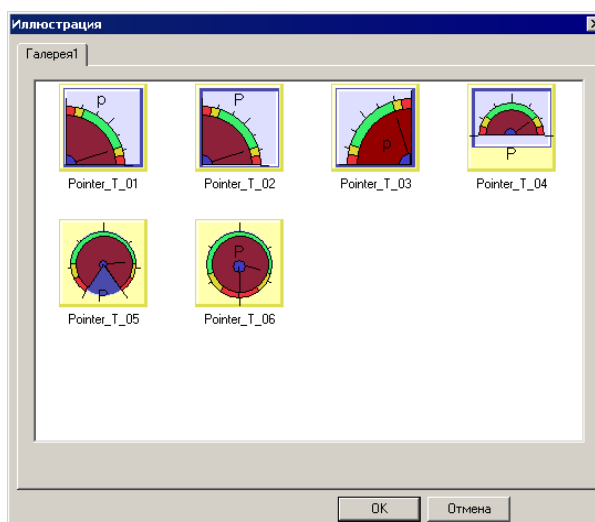 Иллюстрация
Галерея1
p P p P
Pointer_T_01 Pointer_T_02 Pointer_T_03 Pointer_T_04
P P
Pointer_T_05 Pointer_T_06
OK Отмена